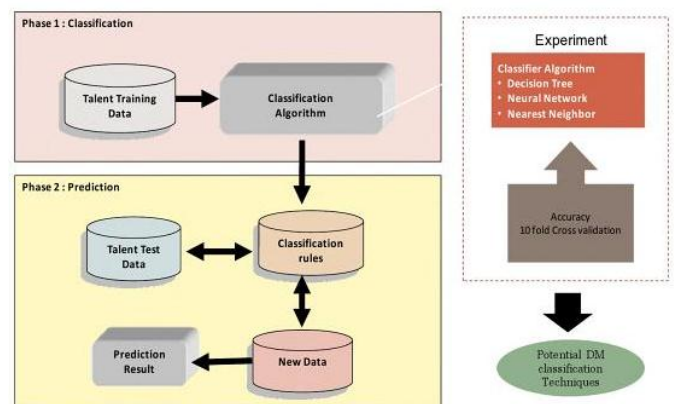 Phase 1 : Classification
Talent Training
Data
Classification
Algorithm
Phase 2 : Prediction
Talent Test
Data
Classification
rules
Prediction
Result
New Data
Experiment
Classifier Algorithm
• Decision Tree
• Neural Network
• Nearest Neighbor
Accuracy
10 fold Cross validation
Potential DM
classification
Techniques